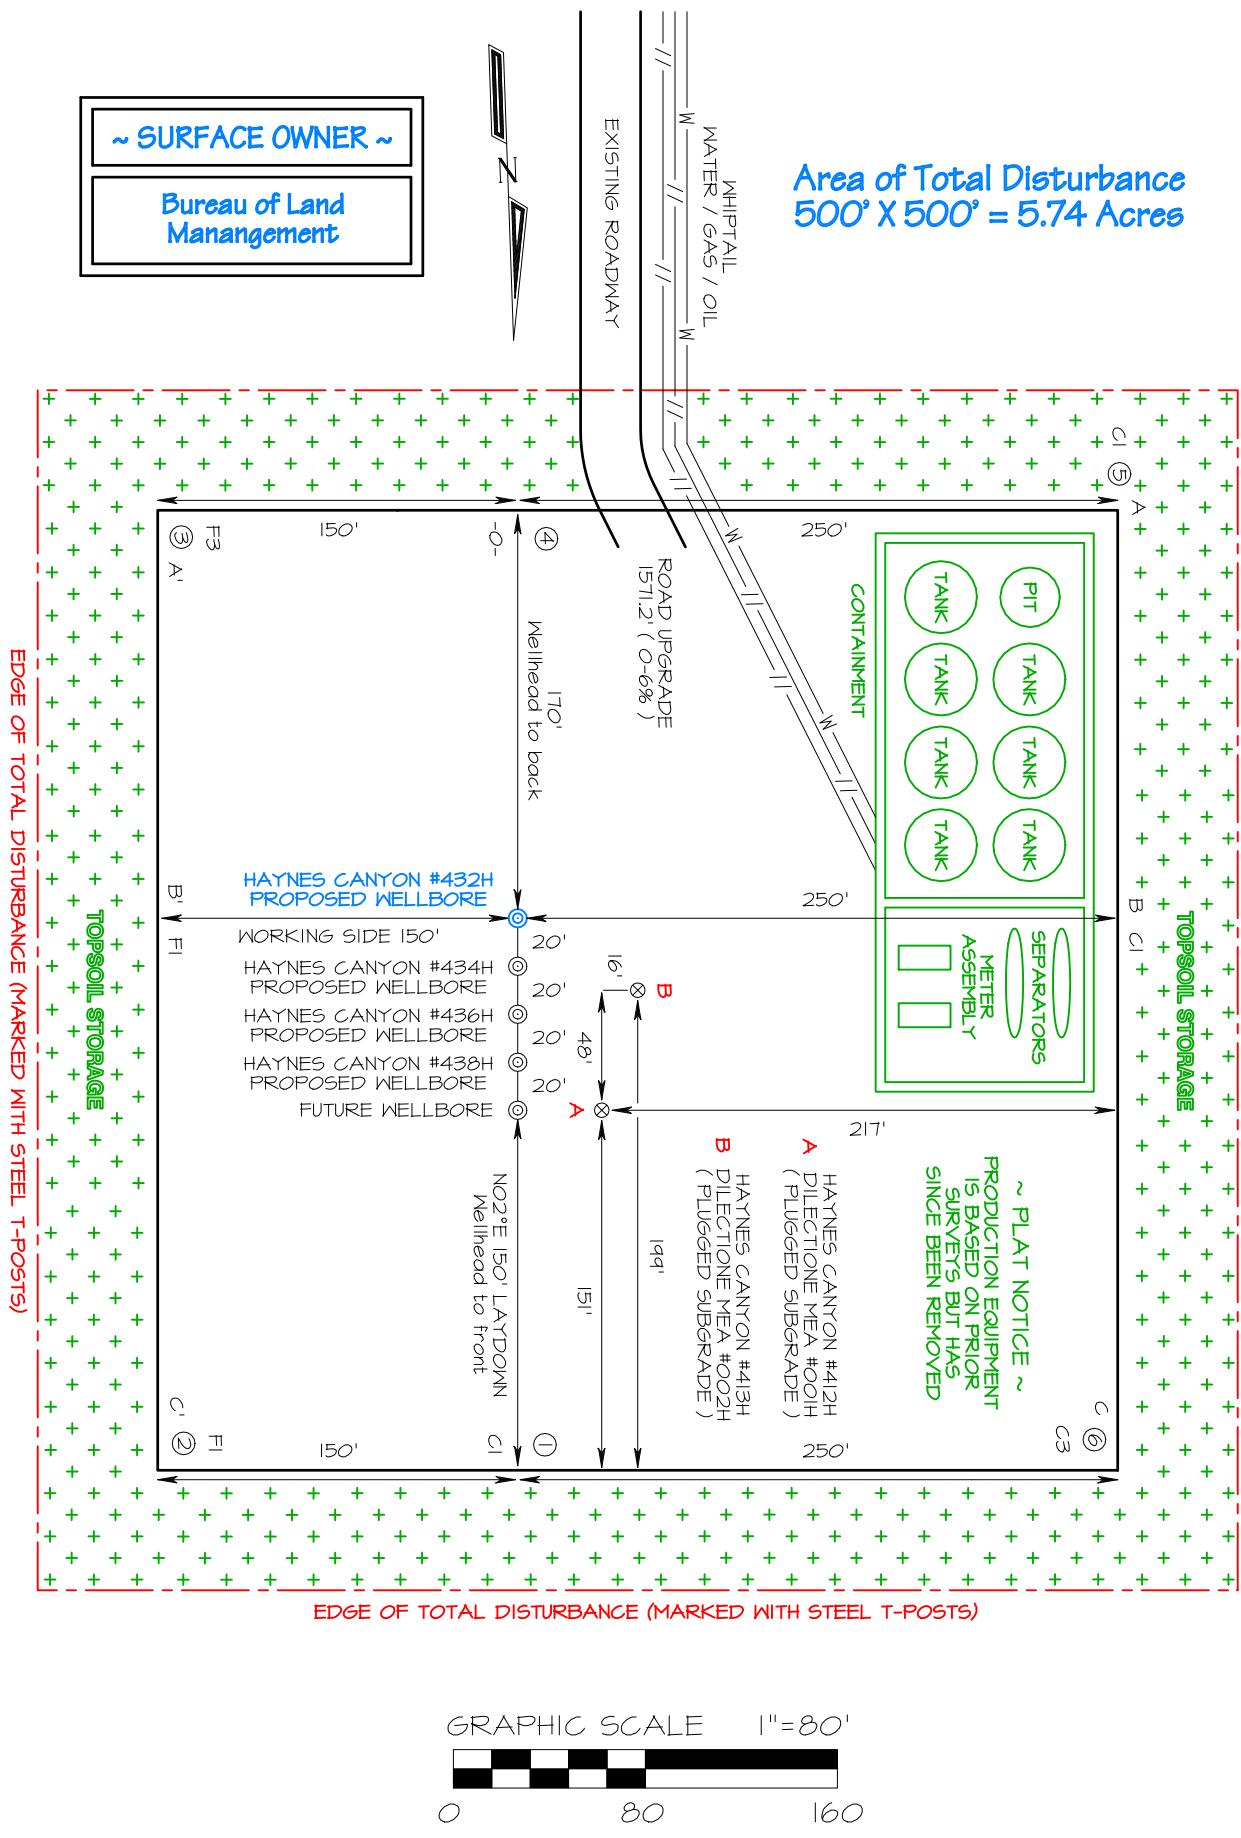 ~ SURFACE OWNER ~
Bureau of Land
Manangement
N
EXISTING ROADWAY
WHIPTAIL
WATER / GAS / OIL
W
W
Area of Total Disturbance
500' X 500' = 5.74 Acres
C1
5
A
3
F3
A'
150'
-0-
4
250'
W
W
ROAD UPGRADE
1571.2' ( 0-6% )
170'
Wellhead to back
CONTAINMENT
TANK
PIT
TANK
TANK
TANK
TANK
TANK
TANK
HAYNES CANYON #432H
PROPOSED WELLBORE
B'
F1
250'
B
C1
WORKING SIDE 150'
20'
HAYNES CANYON #434H
PROPOSED WELLBORE
20'
HAYNES CANYON #436H
PROPOSED WELLBORE
20'
HAYNES CANYON #438H
PROPOSED WELLBORE
20'
FUTURE WELLBORE
16'
B
48'
A
217'
SEPARATORS
METER
ASSEMBLY
TOPSOIL STORAGE
TOPSOIL STORAGE
N02°E 150' LAYDOWN
Wellhead to front
151'
199'
A
HAYNES CANYON #412H
DILECTIONE MEA #001H
( PLUGGED SUBGRADE )
B
HAYNES CANYON #413H
DILECTIONE MEA #002H
( PLUGGED SUBGRADE )
~ PLAT NOTICE ~
PRODUCTION EQUIPMENT
IS BASED ON PRIOR
SURVEYS BUT HAS
SINCE BEEN REMOVED
C'
2
F1
150'
C1
1
250'
C
6
C3
EDGE OF TOTAL DISTURBANCE (MARKED WITH STEEL T-POSTS)
EDGE OF TOTAL DISTURBANCE (MARKED WITH STEEL T-POSTS)
GRAPHIC SCALE 1"=80'
0 80 160